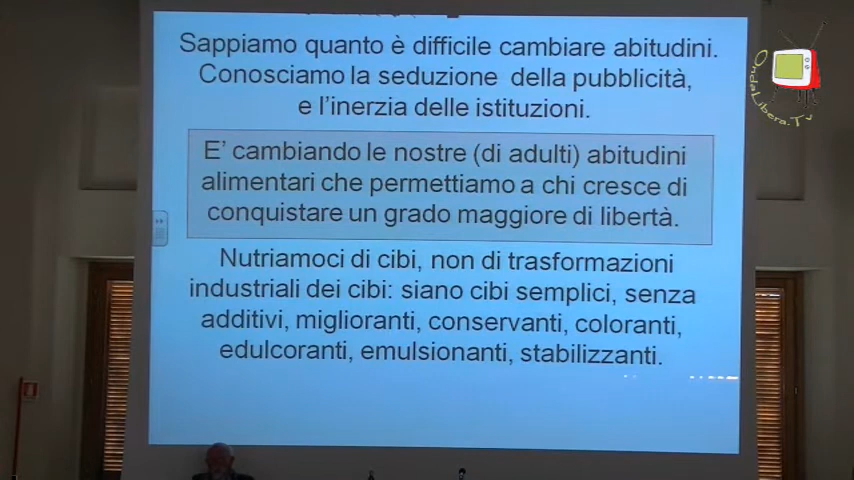 Sappiamo quanto è difficile cambiare abitudini.
Conosciamo la seduzione della pubblicità,
e l'inerzia delle istituzioni.
E' cambiando le nostre (di adulti) abitudini
alimentari che permettiamo a chi cresce di
conquistare un grado maggiore di libertà.
Nutriamoci di cibi, non di trasformazioni
industriali dei cibi: siano cibi semplici, senza
additivi, miglioranti, conservanti, coloranti,
edulcoranti, emulsionanti, stabilizzanti.
OndaLibera.Tv